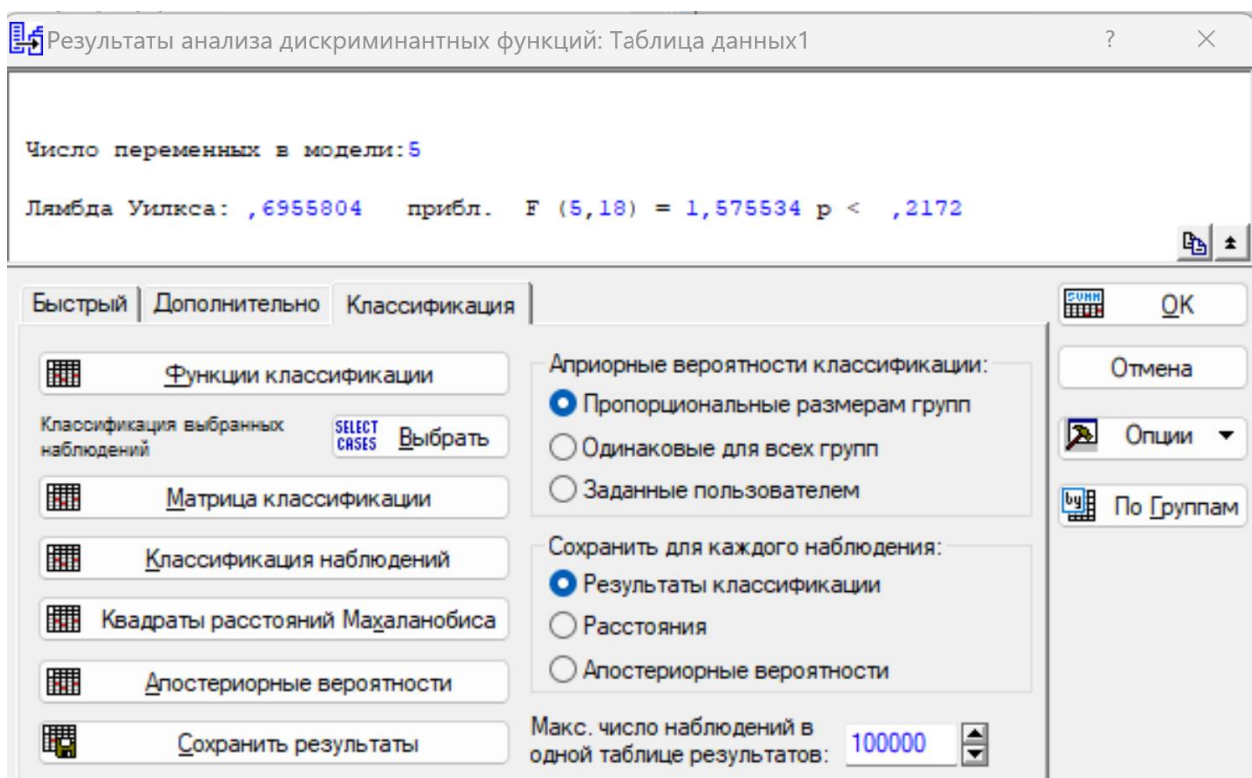 Результаты анализа дискриминантных функций: Таблица данных1 ?
Число переменных в модели:5
Лямбда Уилкса: ,6955804 прибл. F (5,18) = 1,575534 p < ,2172
Быстрый Дополнительно Классификация
Функции классификации
Классификация выбранных
наблюдений
SELECT
CASES
Выбрать
Матрица классификации
Классификация наблюдений
Квадраты расстояний Махаланобиса
Апостериорные вероятности
Сохранить результаты
Априорные вероятности классификации:
Пропорциональные размерам групп
Одинаковые для всех групп
Заданные пользователем
Сохранить для каждого наблюдения:
Результаты классификации
Расстояния
Апостериорные вероятности
Макс. число наблюдений в
одной таблице результатов: 100000
SUMM
OK
Отмена
Опции
by
По Группам